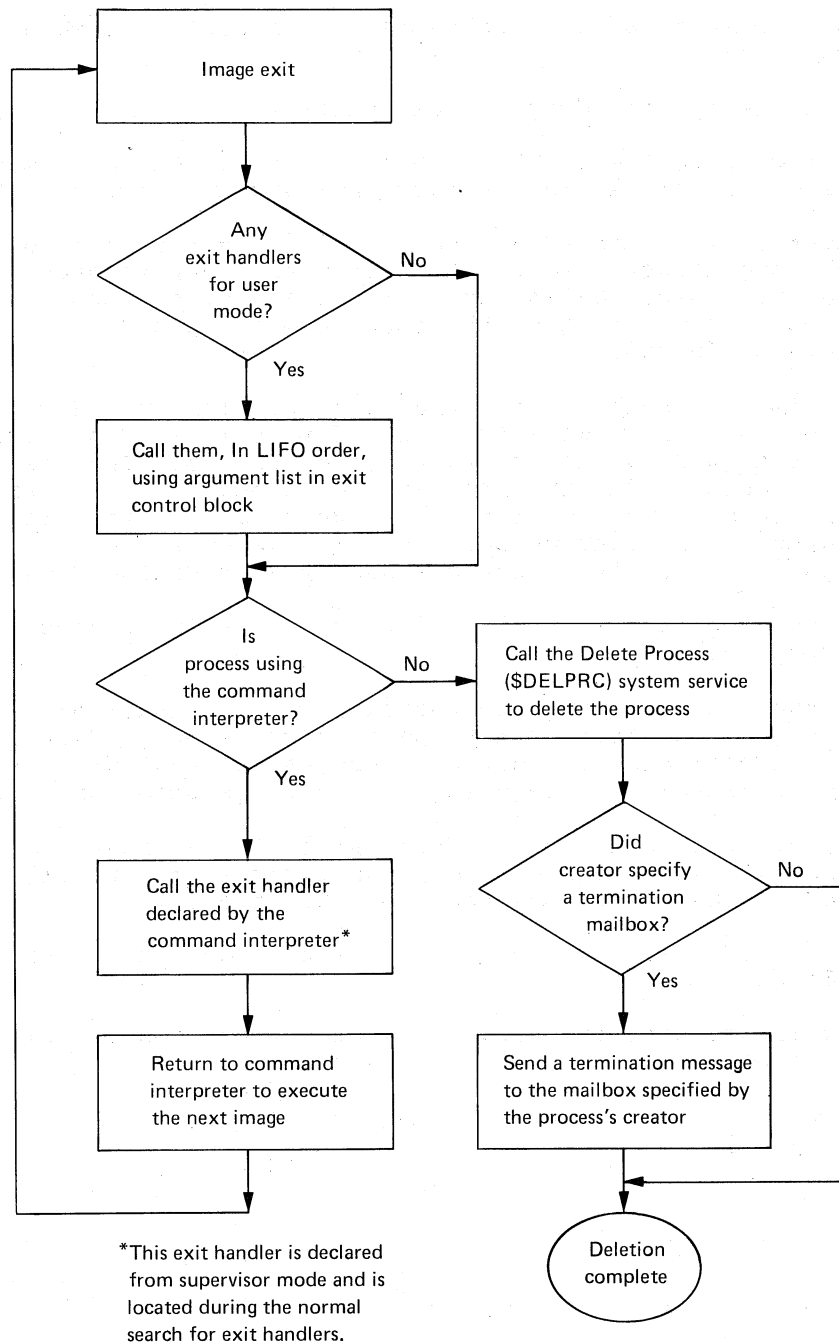 Image exit
Any
exit handlers
for user
mode?
No
Yes
Call them, In LIFO order,
using argument list in exit
control block
Is
process using
the command
interpreter?
No
Yes
Call the Delete Process
($DELPRC) system service
to delete the process
Did
creator specify
a termination
mailbox?
No
Yes
Call the exit handler
declared by the
command interpreter*
Return to command
interpreter to execute
the next image
Send a termination message
to the mailbox specified by
the process's creator
Deletion
complete
*This exit handler is declared
from supervisor mode and is
located during the normal
search for exit handlers.